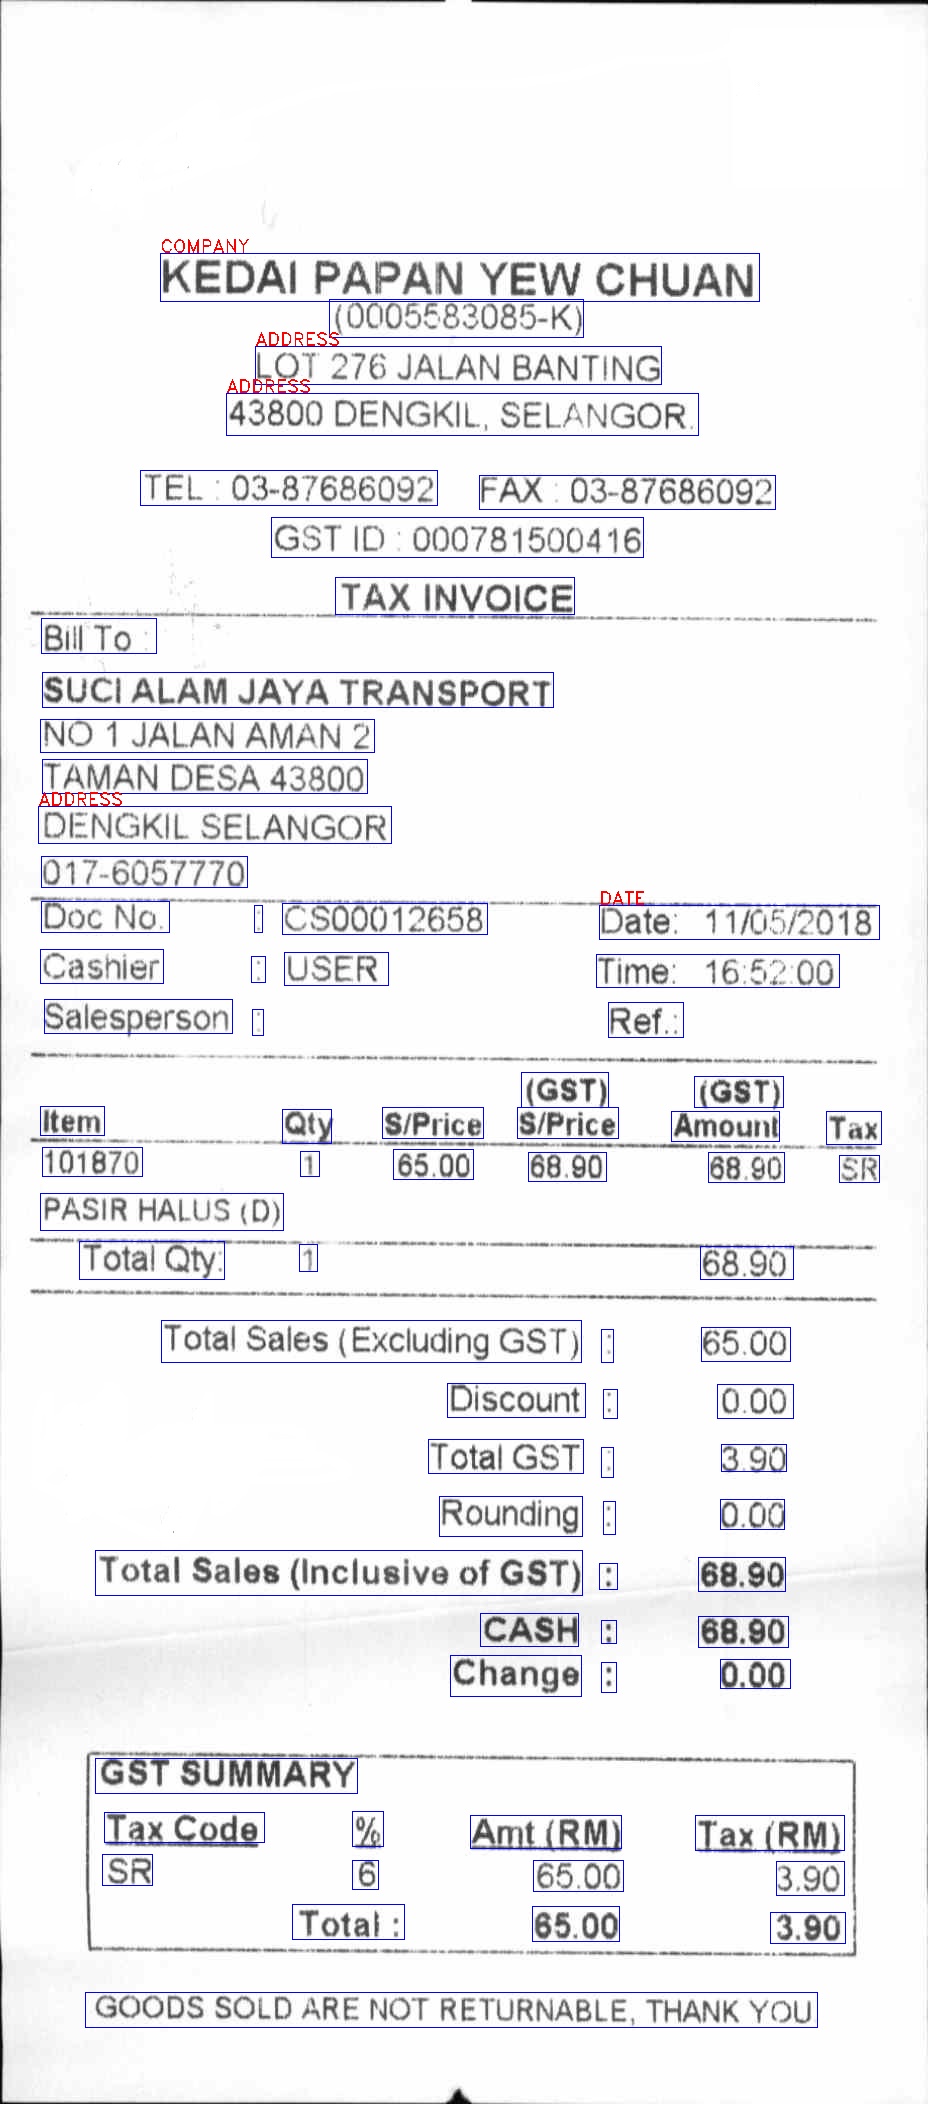 COMPANY
KEDAI PAPAN YEW CHUAN
(0005583085-K)
ADDRESS
LOT 276 JALAN BANTING
ADDRESS
43800 DENGKIL, SELANGOR.
TEL : 03-87686092 FAX : 03-87686092
GST ID : 000781500416
TAX INVOICE
Bill To :
SUCI ALAM JAYA TRANSPORT
NO 1 JALAN AMAN 2
TAMAN DESA 43800
ADDRESS
DENGKIL SELANGOR
017-6057770
DATE
Doc No. : CS00012658 Date: 11/05/2018
Cashier : USER Time: 16:52:00
Salesperson : Ref.:
(GST) (GST)
Item Qty S/Price S/Price Amount Tax
101870 1 65.00 68.90 68.90 SR
PASIR HALUS (D)
Total Qty: 1 68.90
Total Sales (Excluding GST) : 65.00
Discount : 0.00
Total GST : 3.90
Rounding : 0.00
Total Sales (Inclusive of GST) : 68.90
CASH : 68.90
Change : 0.00
GST SUMMARY
Tax Code % Amt (RM) Tax (RM)
SR 6 65.00 3.90
Total : 65.00 3.90
GOODS SOLD ARE NOT RETURNABLE, THANK YOU